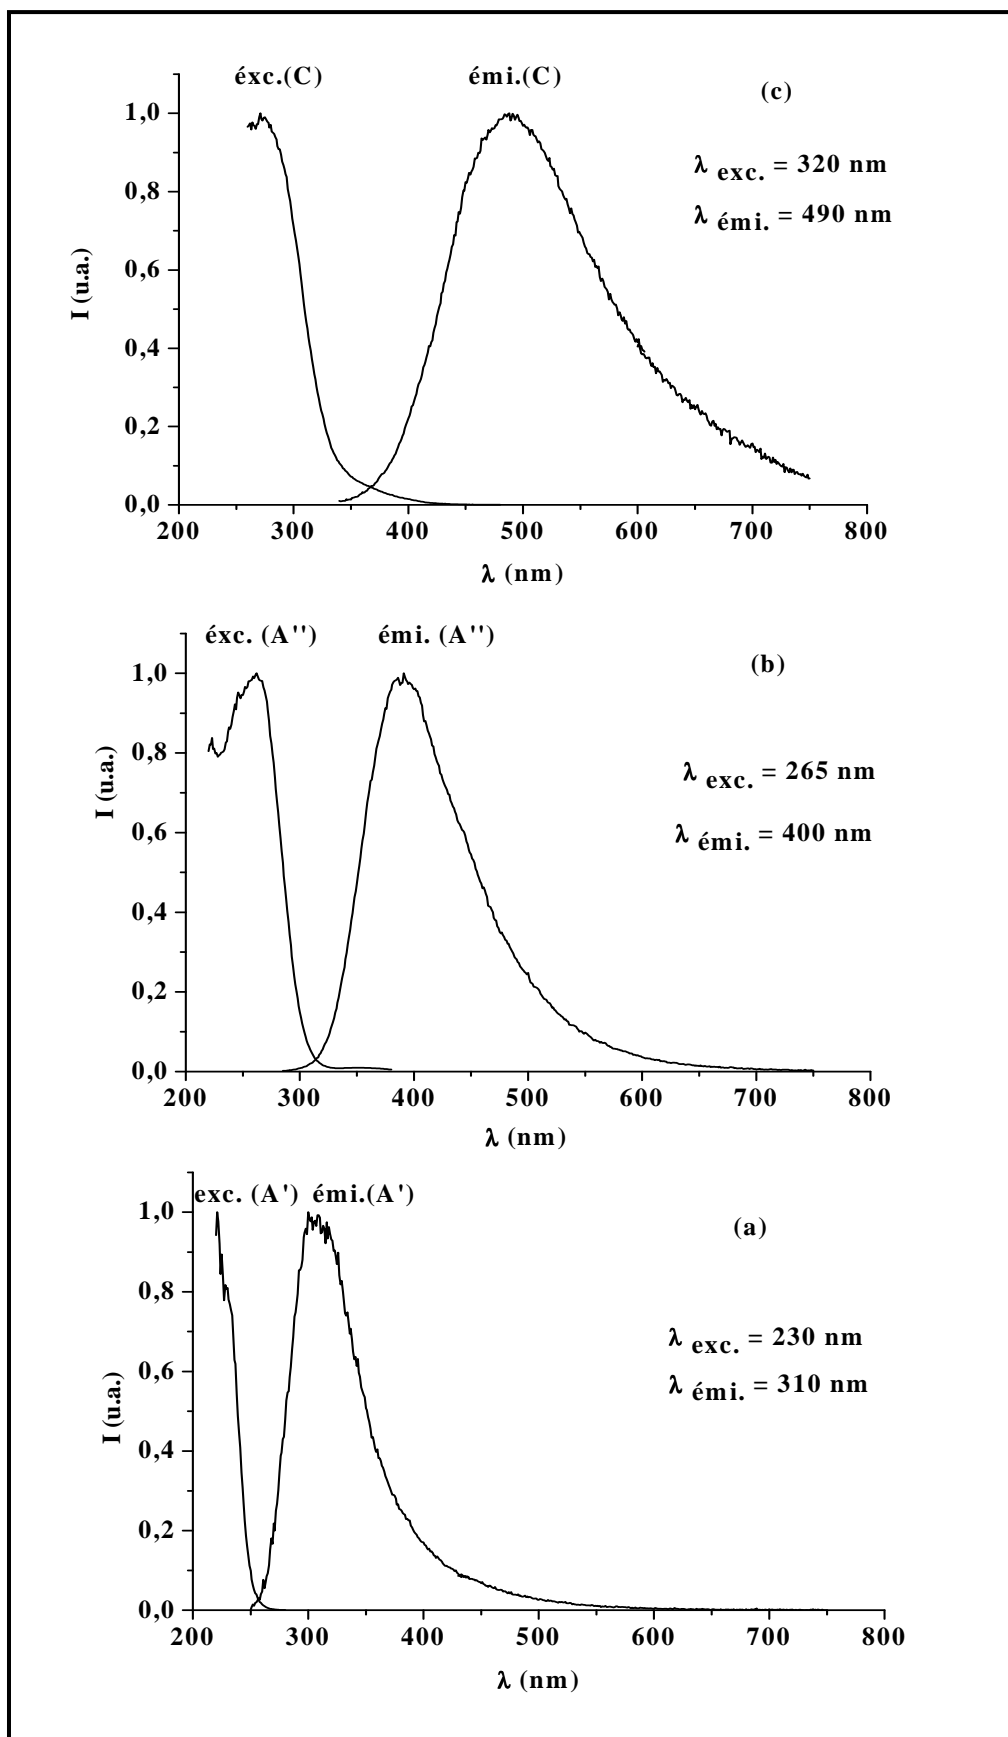 éxc.(C) émi.(C)
(c)
λ exc. = 320 nm
λ émi. = 490 nm
I (u.a.)
1,0
0,8
0,6
0,4
0,2
0,0
200 300 400 500 600 700 800
λ (nm)
éxc. (A'') émi. (A'')
(b)
λ exc. = 265 nm
λ émi. = 400 nm
I (u.a.)
1,0
0,8
0,6
0,4
0,2
0,0
200 300 400 500 600 700 800
λ (nm)
exc. (A') émi.(A')
(a)
λ exc. = 230 nm
λ émi. = 310 nm
I (u.a.)
1,0
0,8
0,6
0,4
0,2
0,0
200 300 400 500 600 700 800
λ (nm)